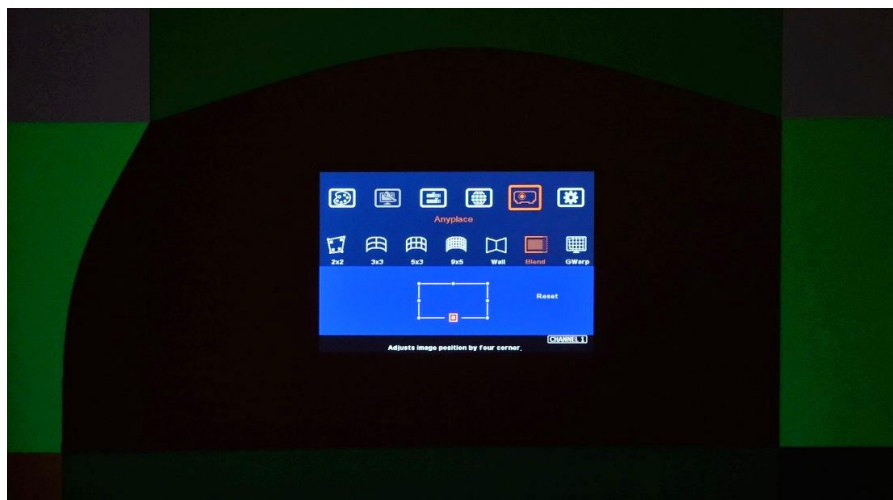 Anyplace
2x2 3x3 5x3 9x5 Wall Blend GWarp
Reset
CHANNEL 1
Adjusts image position by four corner.